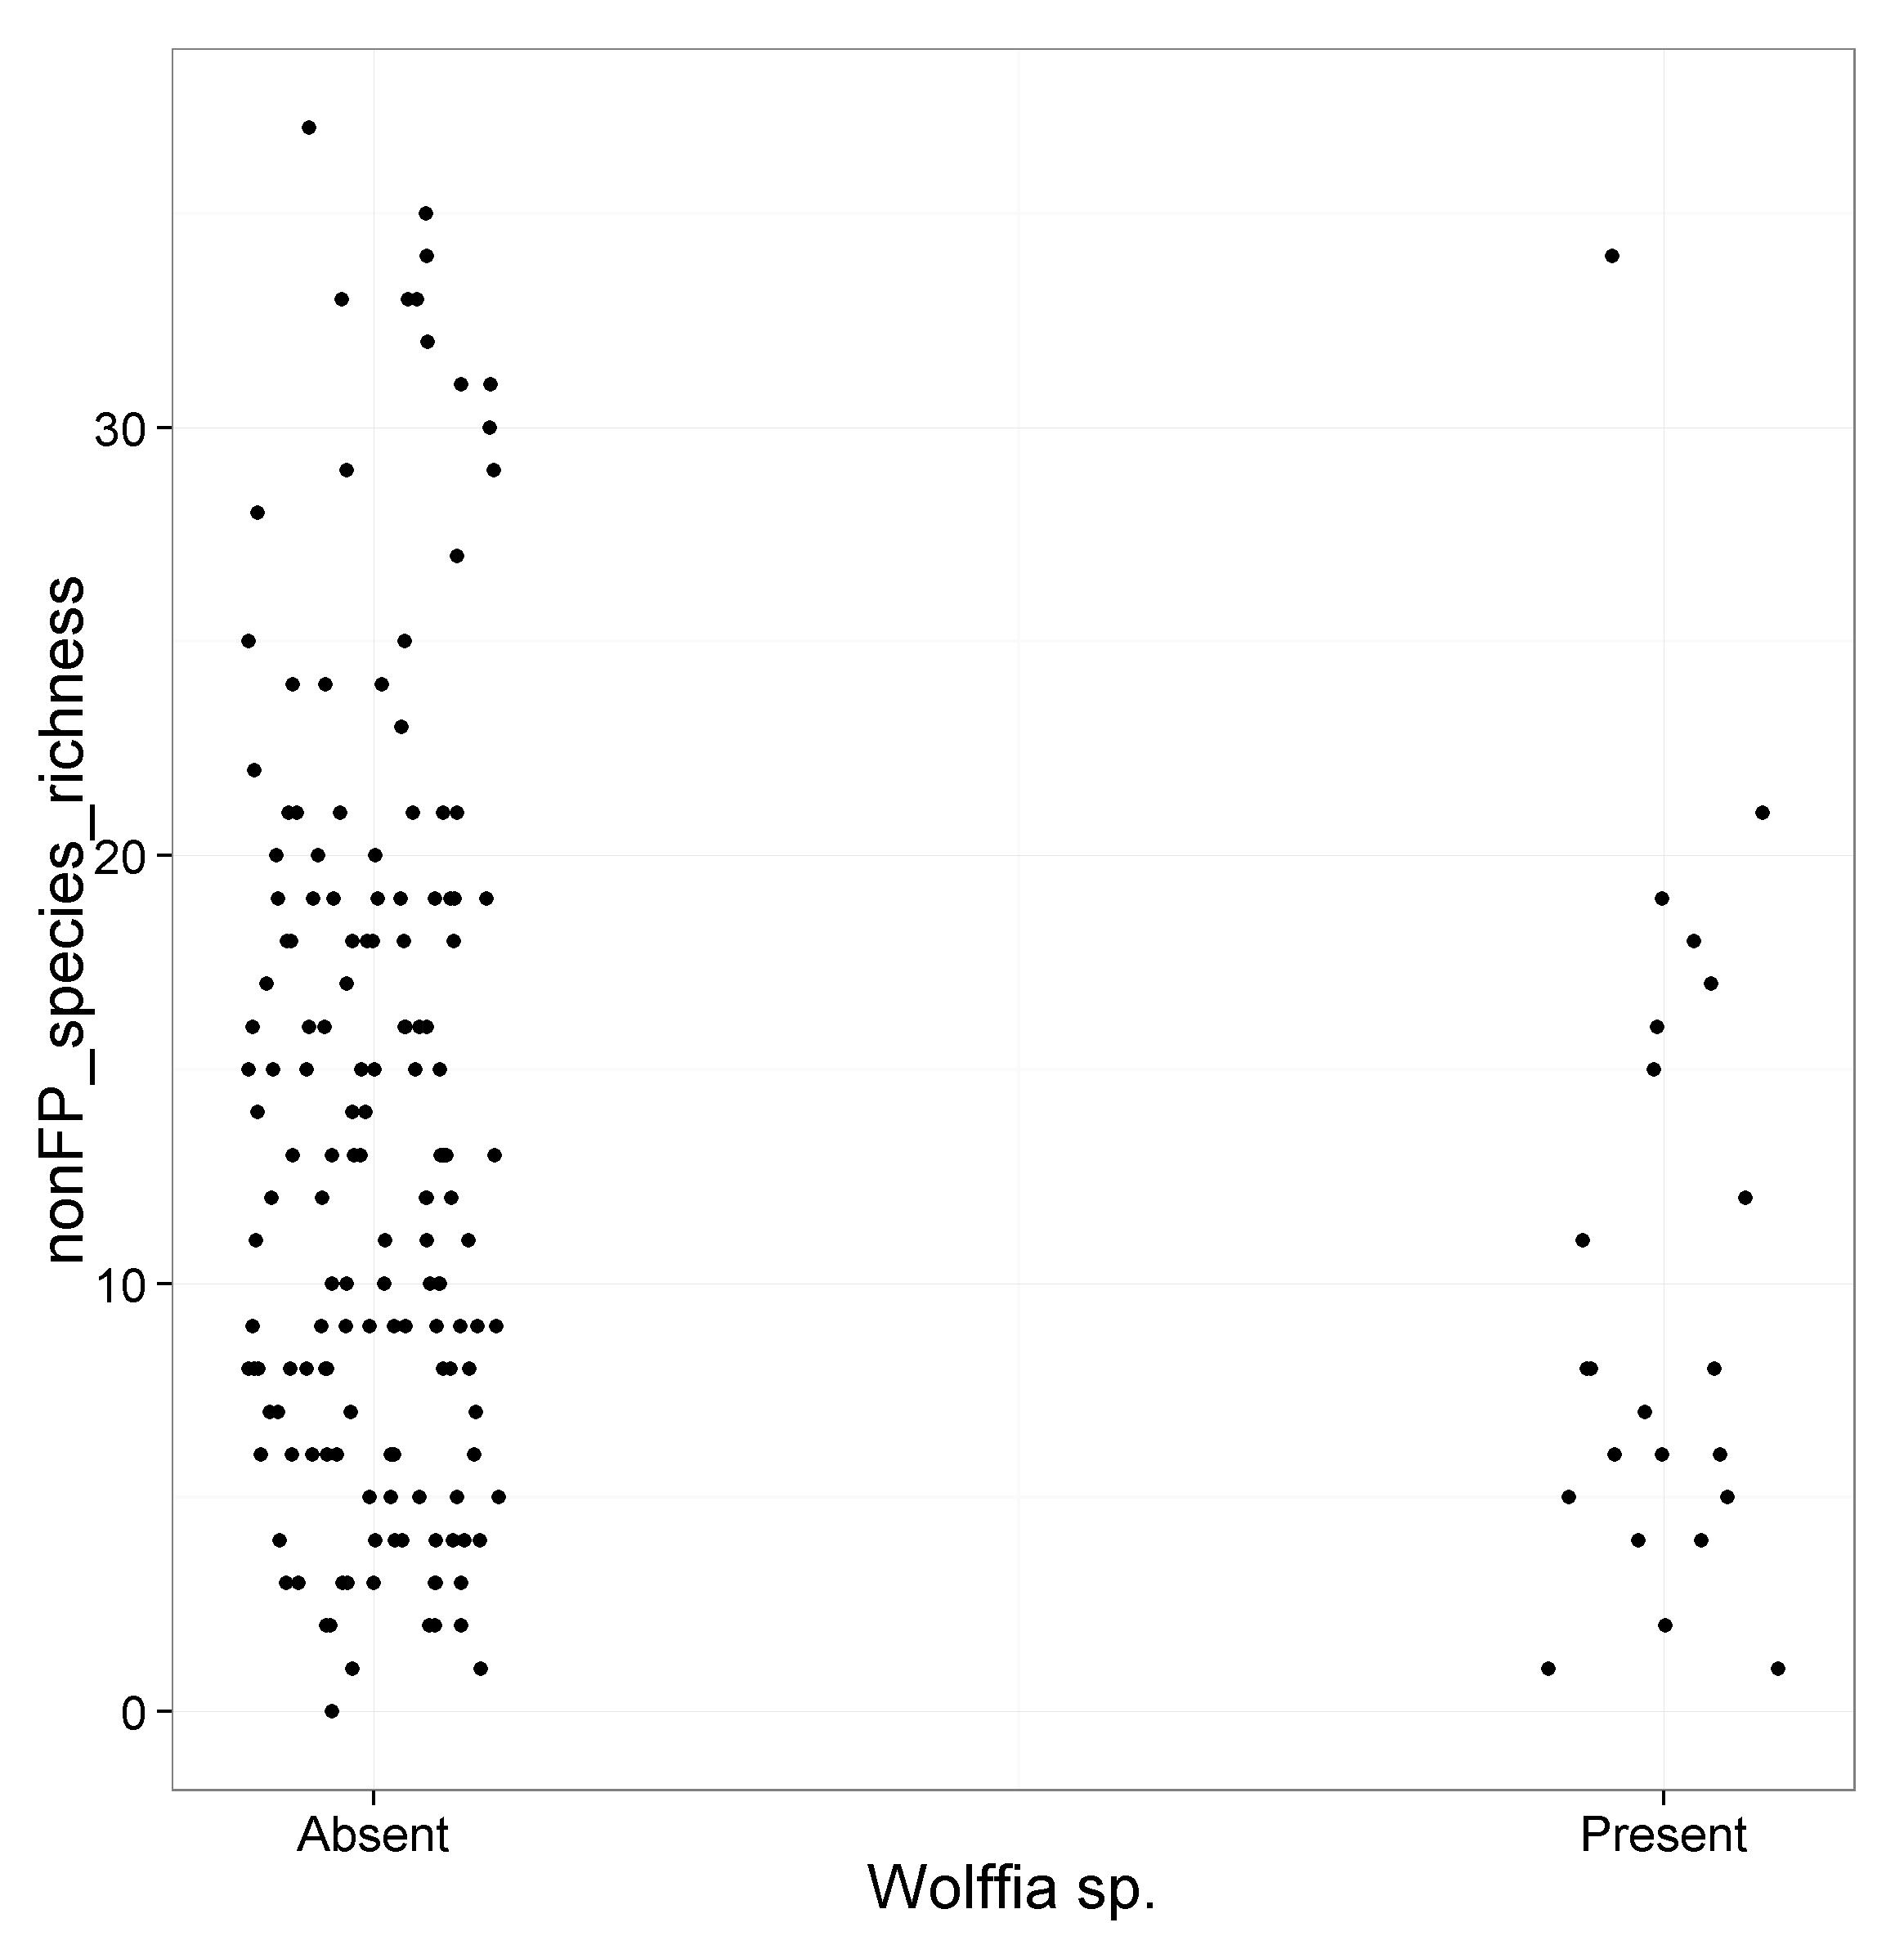 nonFP_species_richness
30
20
10
0
Absent
Present
Wolffia sp.